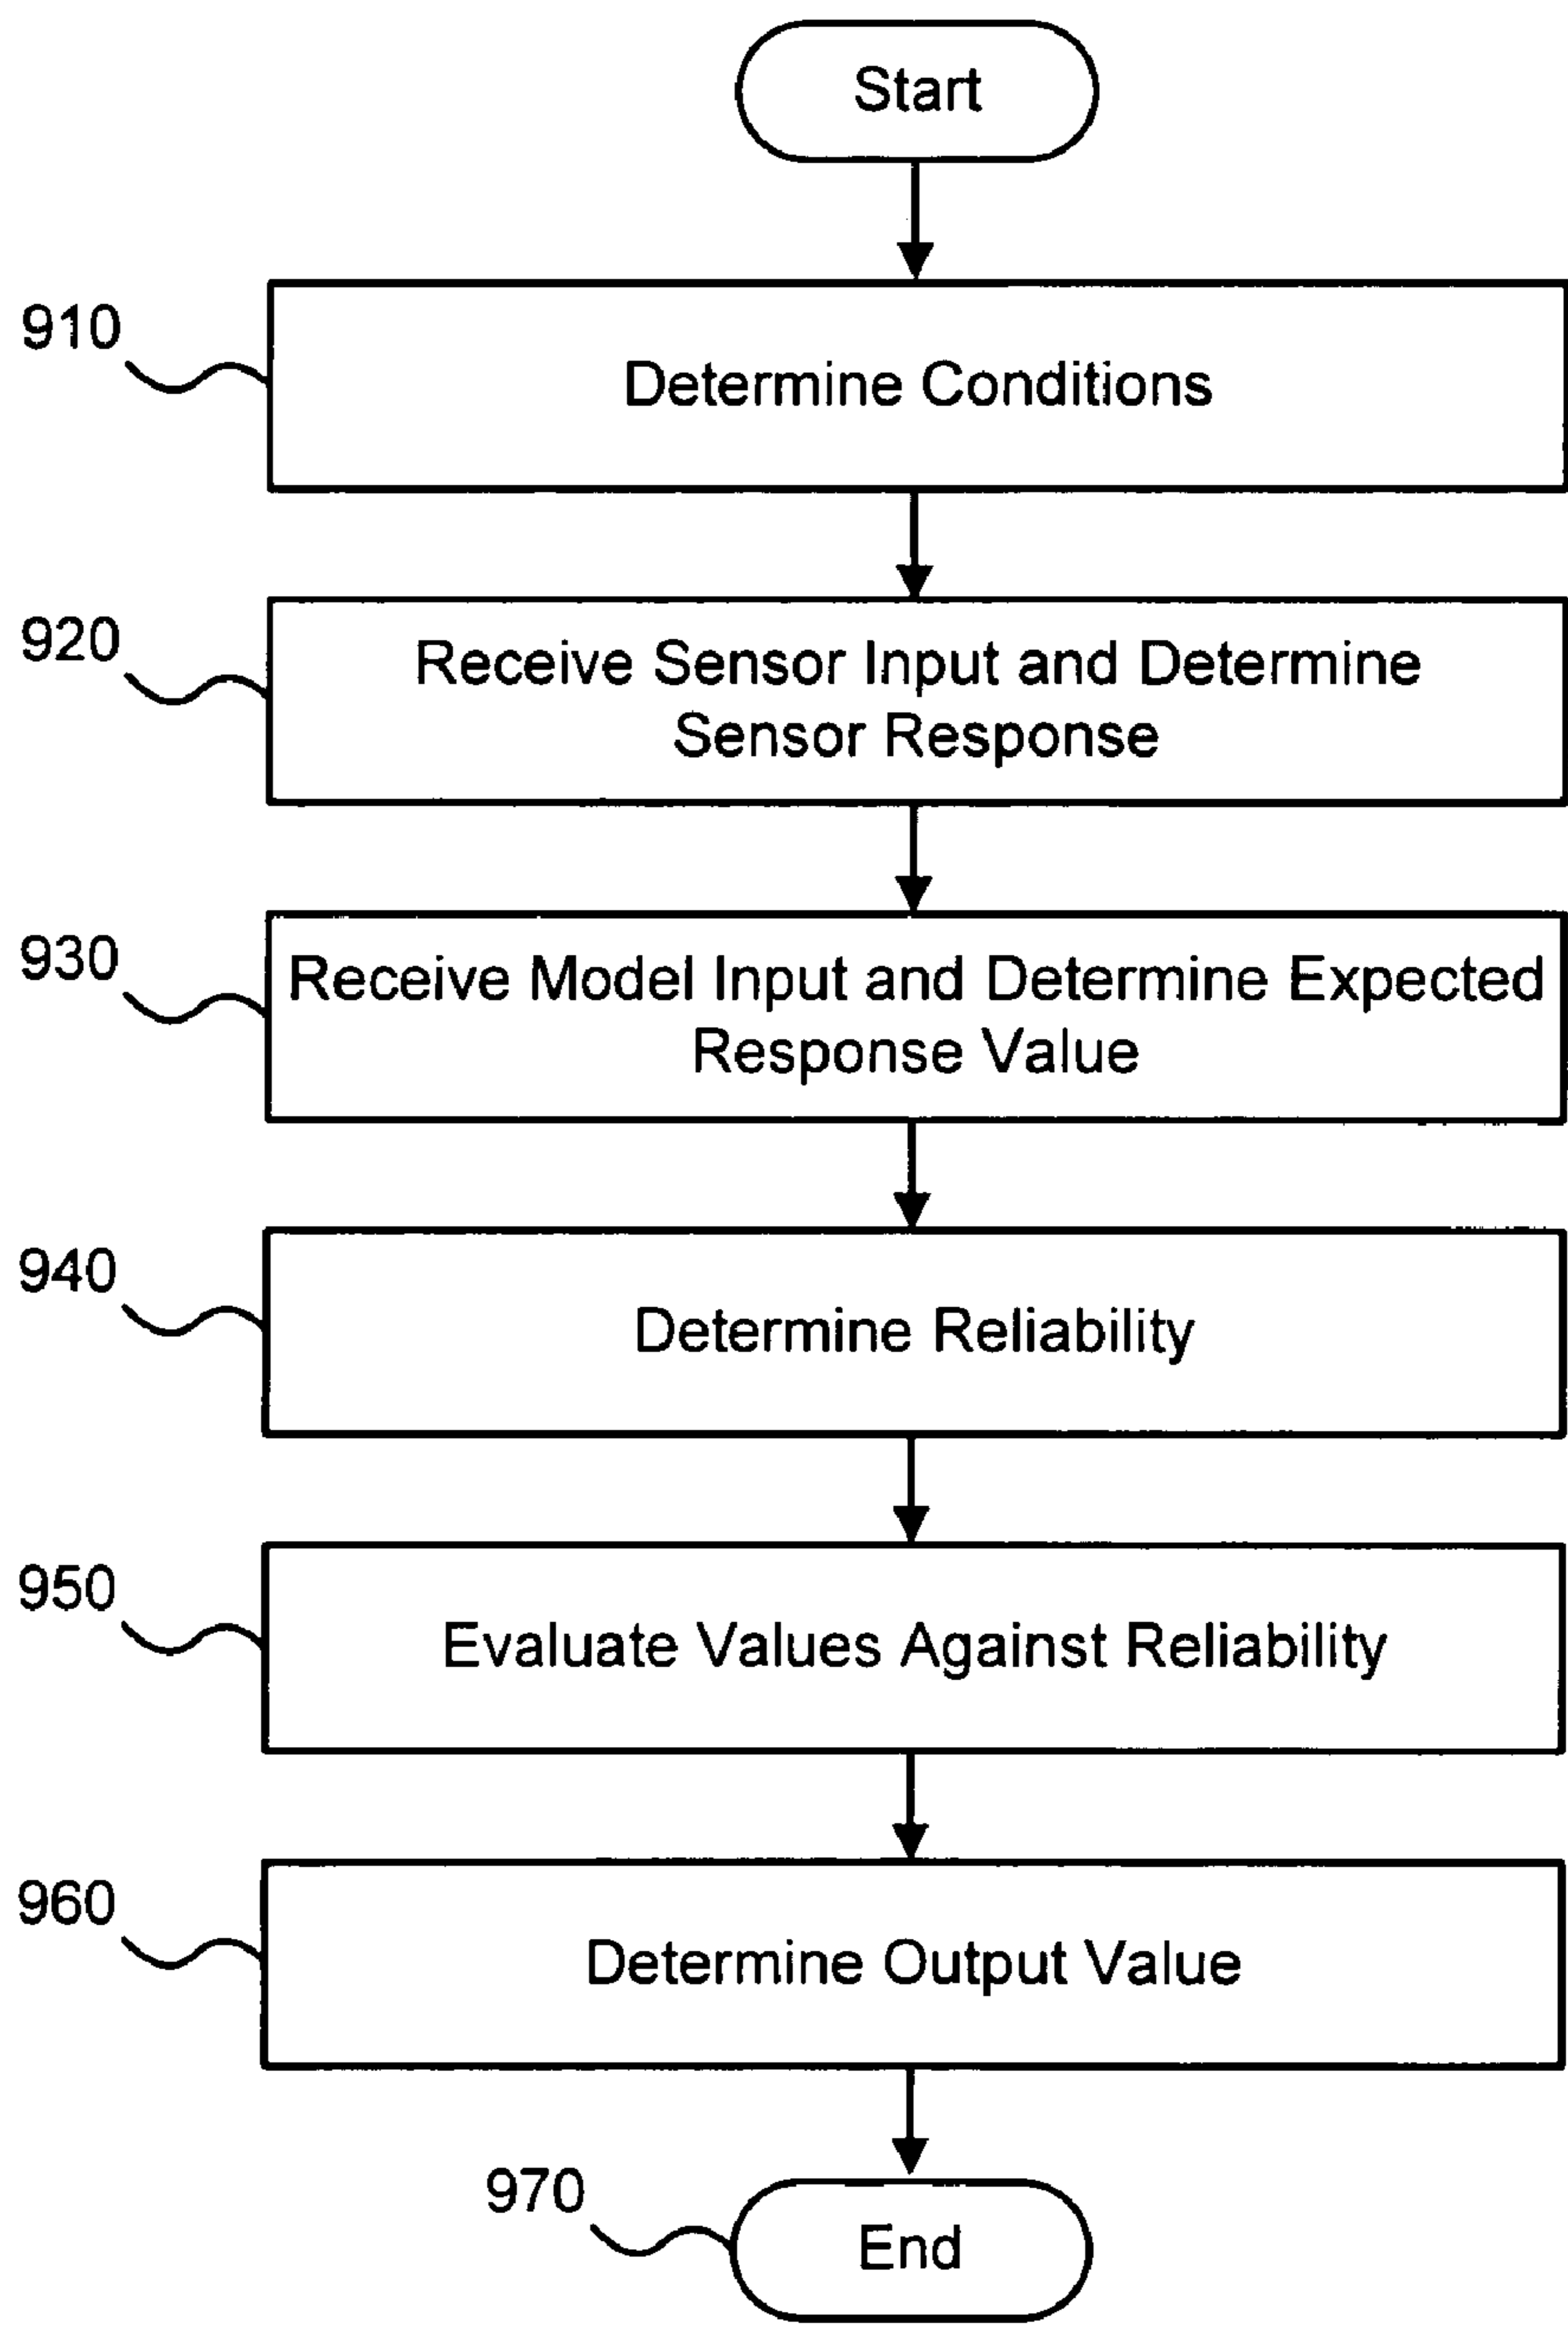 Start
910
Determine Conditions
920
Receive Sensor Input and Determine
Sensor Response
930
Receive Model Input and Determine Expected
Response Value
940
Determine Reliability
950
Evaluate Values Against Reliability
960
Determine Output Value
970
End